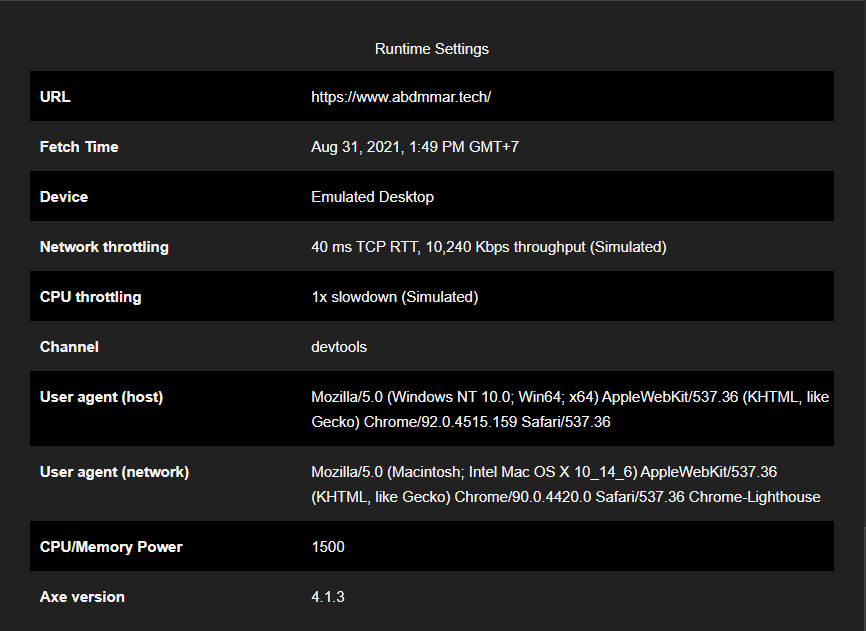 Runtime Settings
URL https://www.abdmmar.tech/
Fetch Time Aug 31, 2021, 1:49 PM GMT+7
Device Emulated Desktop
Network throttling 40 ms TCP RTT, 10,240 Kbps throughput (Simulated)
CPU throttling 1x slowdown (Simulated)
Channel devtools
User agent (host) Mozilla/5.0 (Windows NT 10.0; Win64; x64) AppleWebKit/537.36 (KHTML, like
Gecko) Chrome/92.0.4515.159 Safari/537.36
User agent (network) Mozilla/5.0 (Macintosh; Intel Mac OS X 10_14_6) AppleWebKit/537.36
(KHTML, like Gecko) Chrome/90.0.4420.0 Safari/537.36 Chrome-Lighthouse
CPU/Memory Power 1500
Axe version 4.1.3